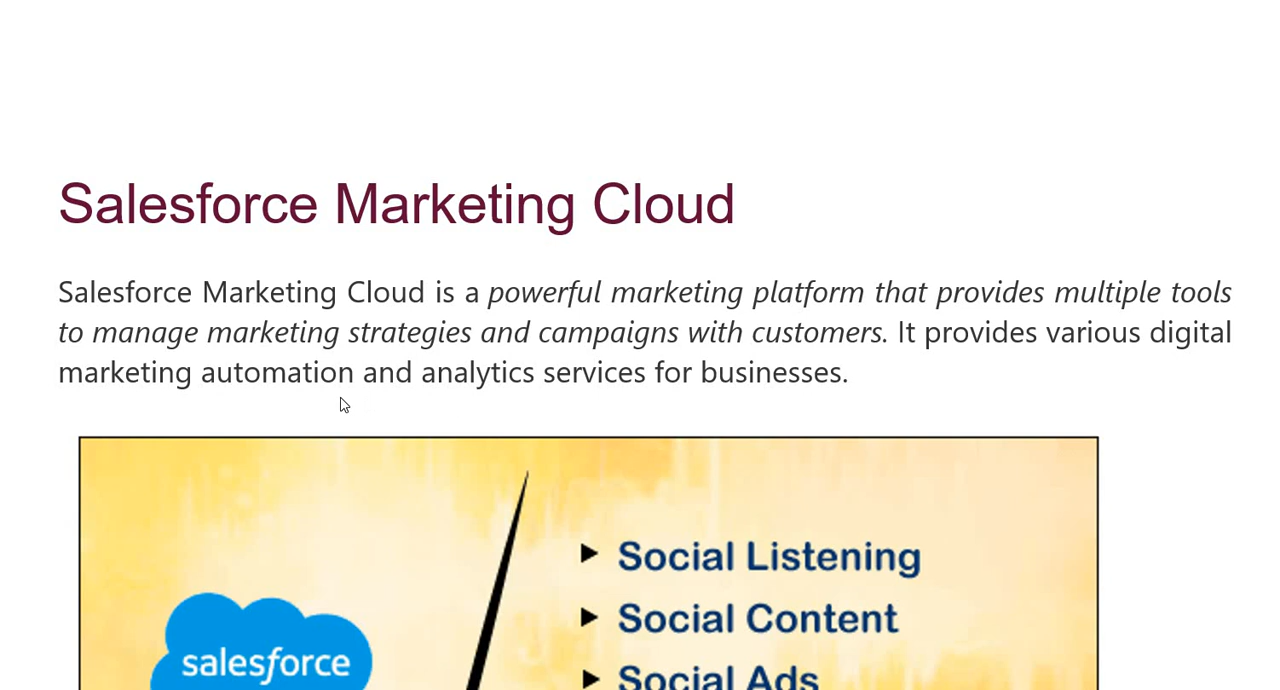 Salesforce Marketing Cloud
Salesforce Marketing Cloud is a powerful marketing platform that provides multiple tools
to manage marketing strategies and campaigns with customers. It provides various digital
marketing automation and analytics services for businesses.
Social Listening
Social Content
salesforce
Social Ads